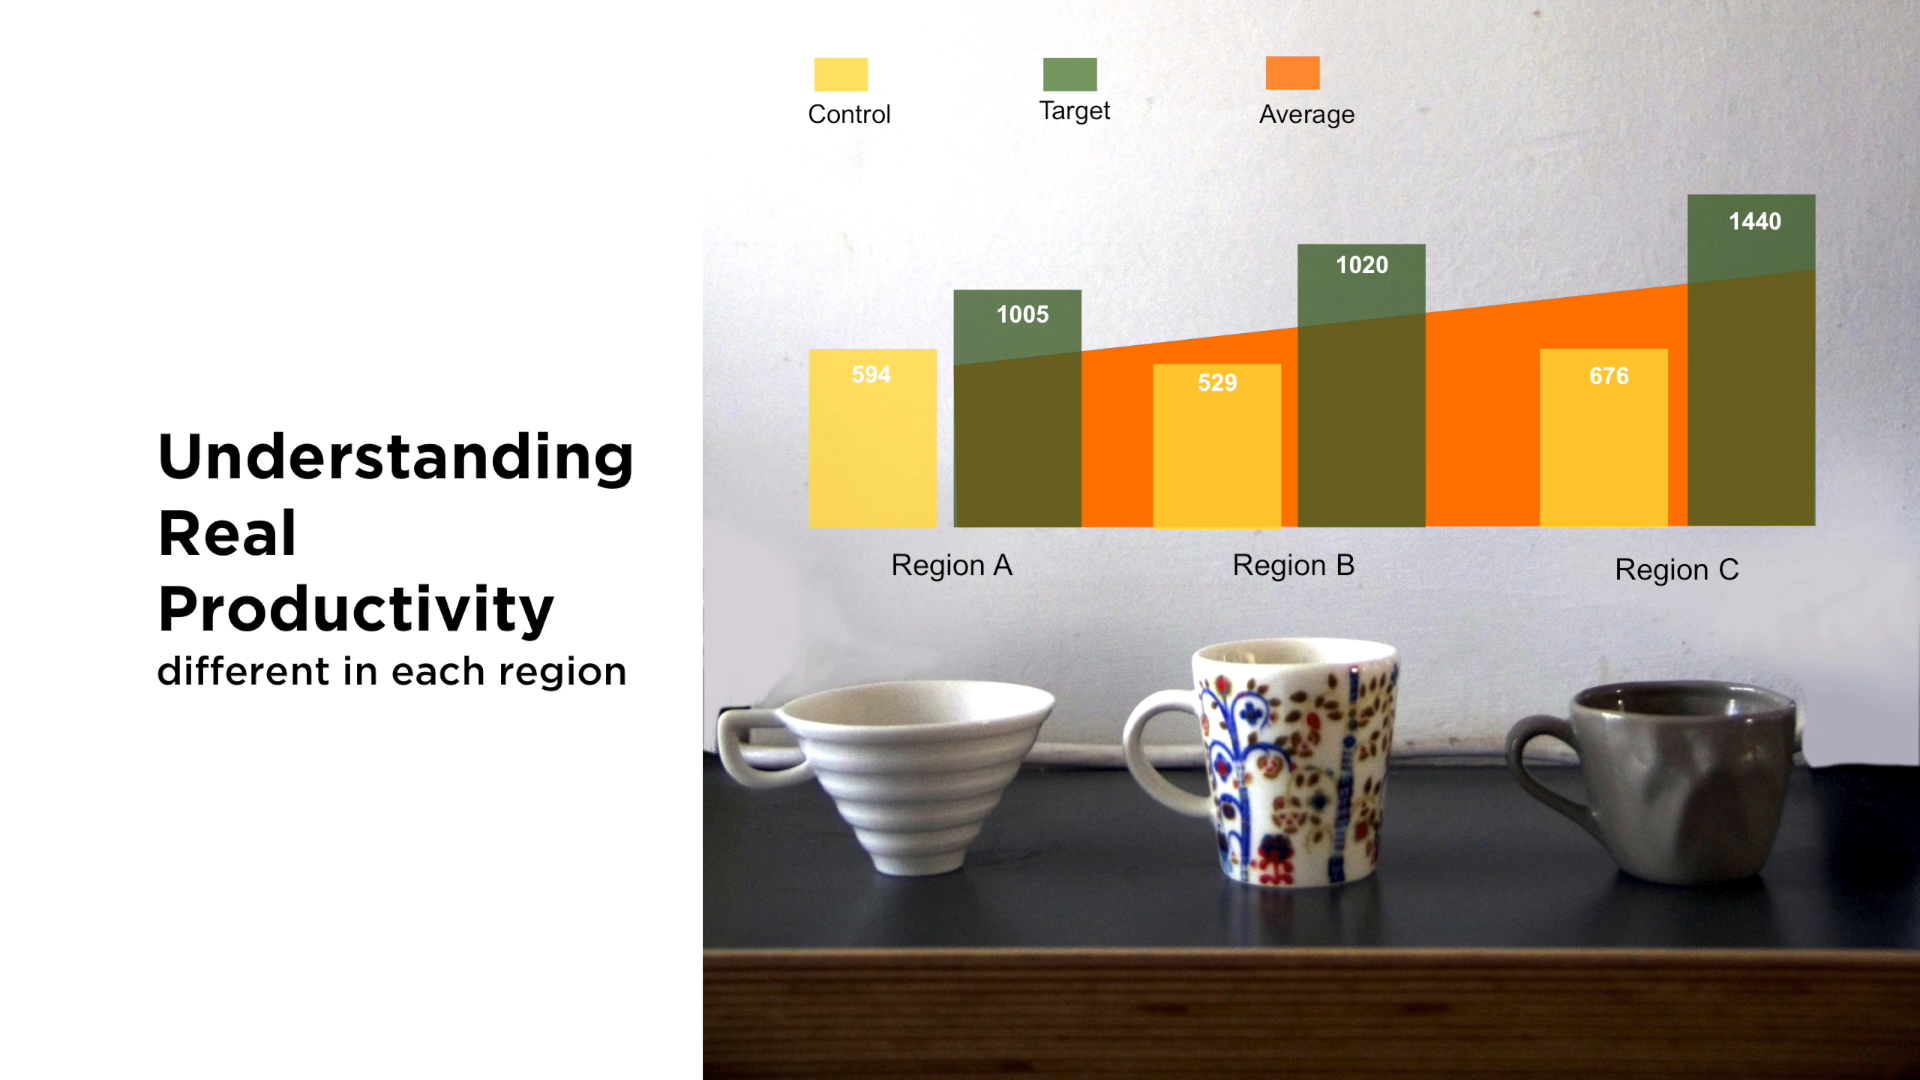 Understanding
Real
Productivity
different in each region
Control
Target
Average
594
1005
529
1020
676
1440
Region A
Region B
Region C